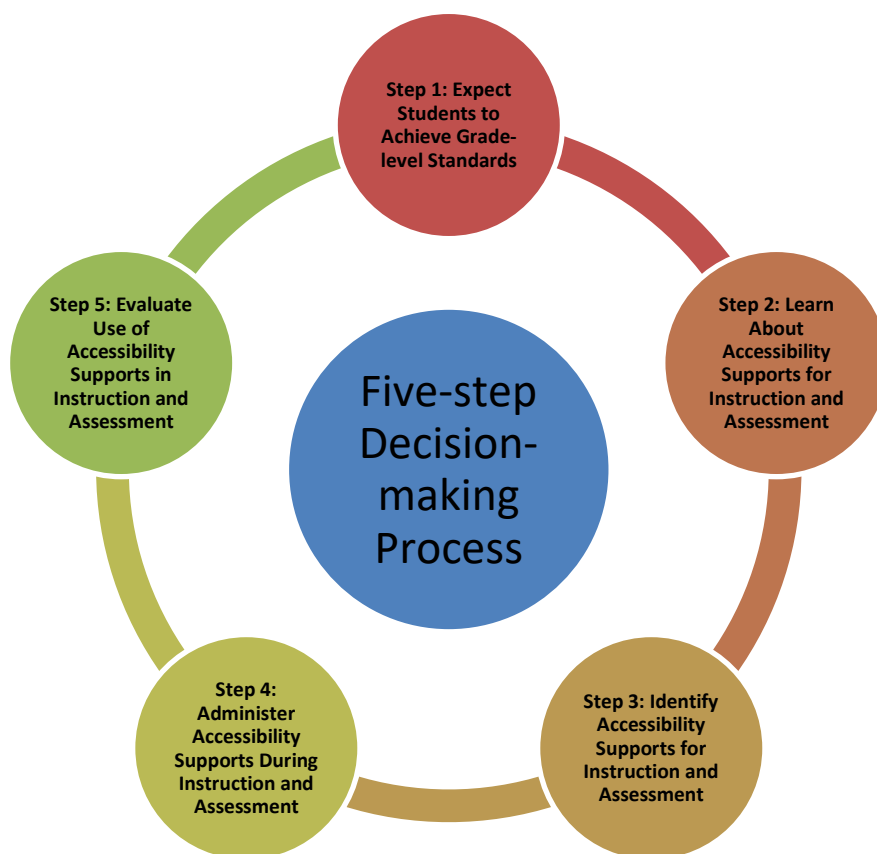 Step 1: Expect
Students to
Achieve Grade-
level Standards
Step 2: Learn
About
Accessibility
Supports for
Instruction and
Assessment
Step 3: Identify
Accessibility
Supports for
Instruction and
Assessment
Step 4:
Administer
Accessibility
Supports During
Instruction and
Assessment
Step 5: Evaluate
Use of
Accessibility
Supports in
Instruction and
Assessment
Five-step
Decision-
making
Process